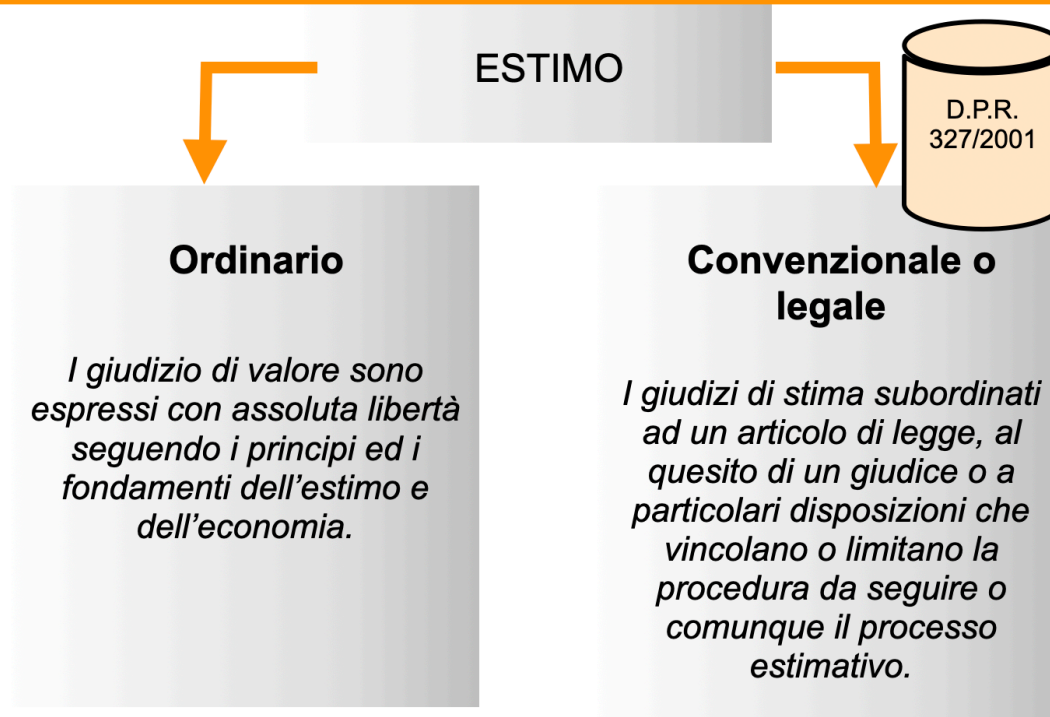 ESTIMO
D.P.R.
327/2001
Ordinario
I giudizio di valore sono
espressi con assoluta libertà
seguendo i principi ed i
fondamenti dell’estimo e
dell’economia.
Convenzionale o
legale
I giudizi di stima subordinati
ad un articolo di legge, al
quesito di un giudice o a
particolari disposizioni che
vincolano o limitano la
procedura da seguire o
comunque il processo
estimativo.